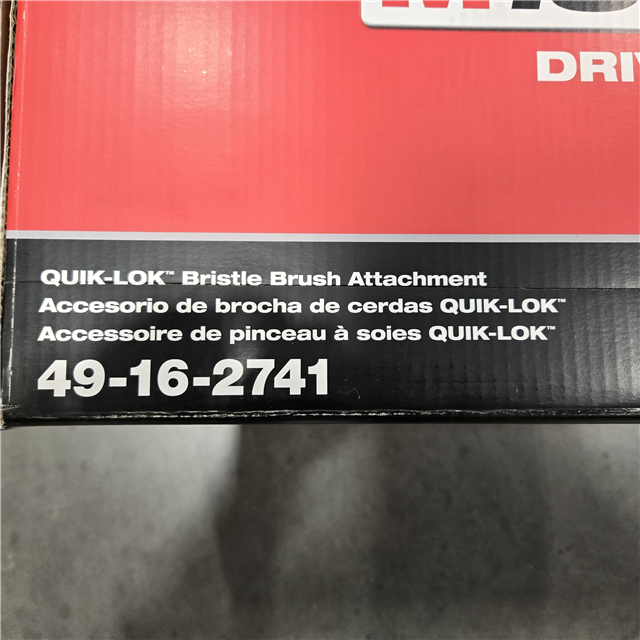 QUIK-LOK™ Bristle Brush Attachment
Accesorio de brocha de cerdas QUIK-LOK™
Accessoire de pinceau à soies QUIK-LOK™
49-16-2741